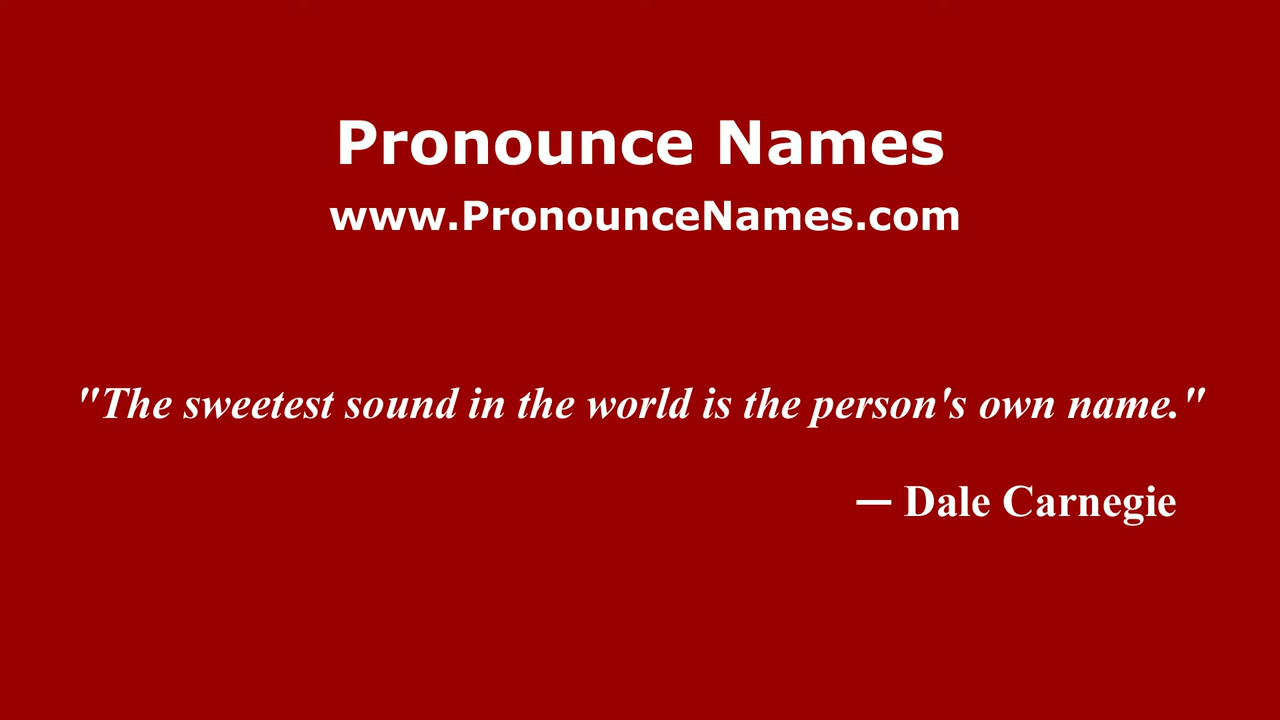 Pronounce Names
www.PronounceNames.com
"The sweetest sound in the world is the person's own name."
— Dale Carnegie